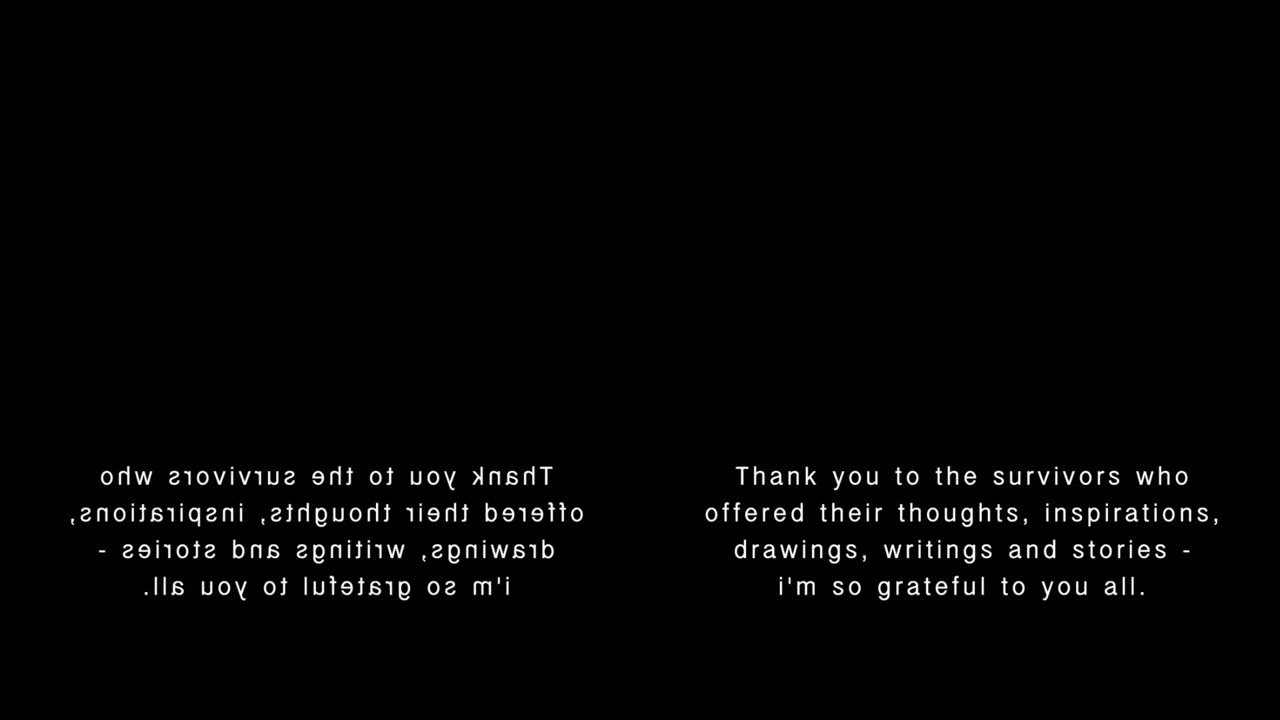 Thank you to the survivors who
offered their thoughts, inspirations,
drawings, writings and stories -
i'm so grateful to you all.
Thank you to the survivors who
offered their thoughts, inspirations,
drawings, writings and stories -
i'm so grateful to you all.